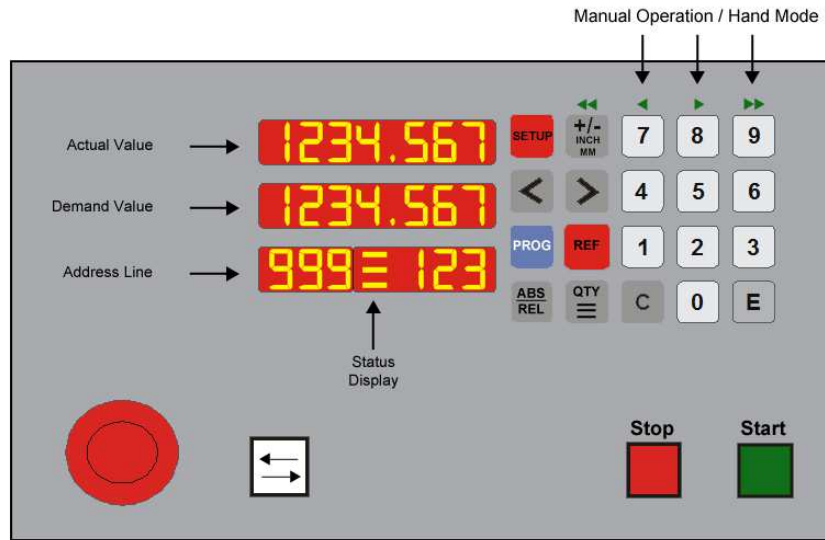 Manual Operation / Hand Mode
Actual Value
1234.567
SETUP
+/-
INCH
MM
7
8
9
Demand Value
1234.567
<
>
4
5
6
Address Line
999
123
PROG
REF
1
2
3
ABS
REL
QTY
C
0
E
Status
Display
Stop
Start